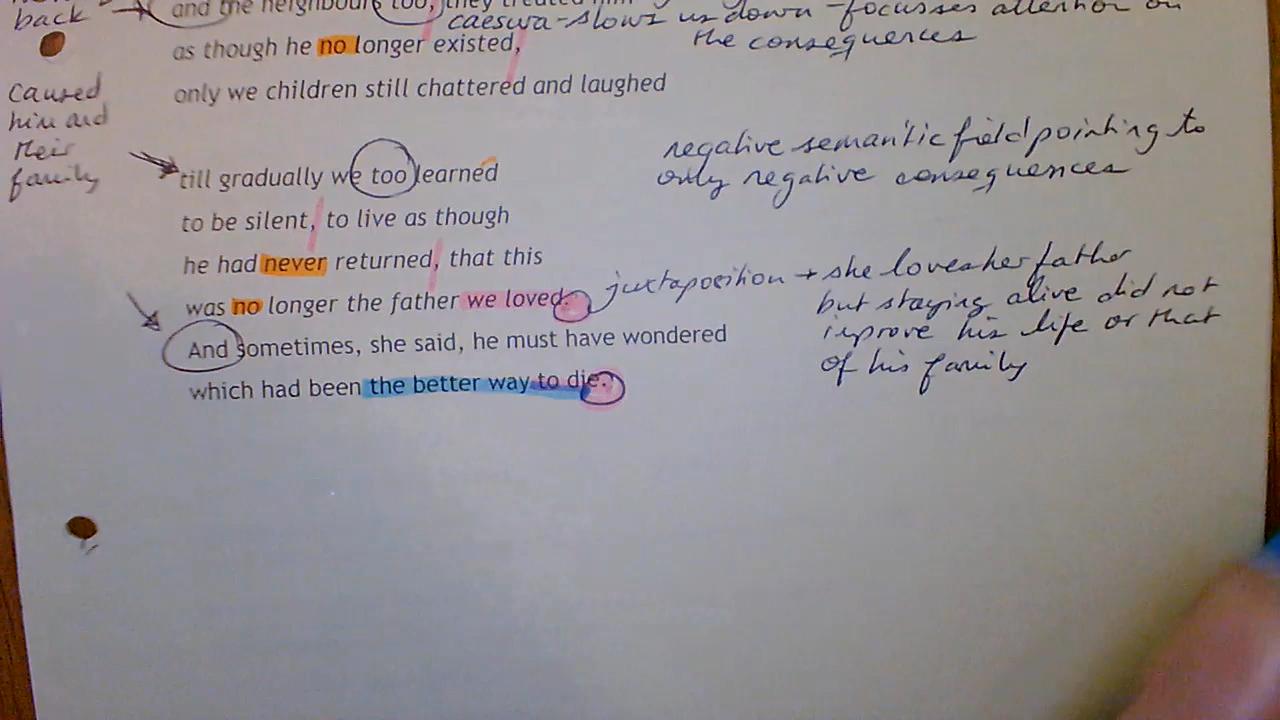 back
and the neighbours too, they treated him
caesura-slows us down-focusses attention on
the consequences
as though he no longer existed,
only we children still chattered and laughed
caused
him and
their
family
negative semantic field pointing to
only negative consequences
till gradually we too learned
to be silent, to live as though
he had never returned, that this
was no longer the father we loved.
juxtaposition → she loves her father
but staying alive did not
improve his life or that
of his family
And sometimes, she said, he must have wondered
which had been the better way to die.